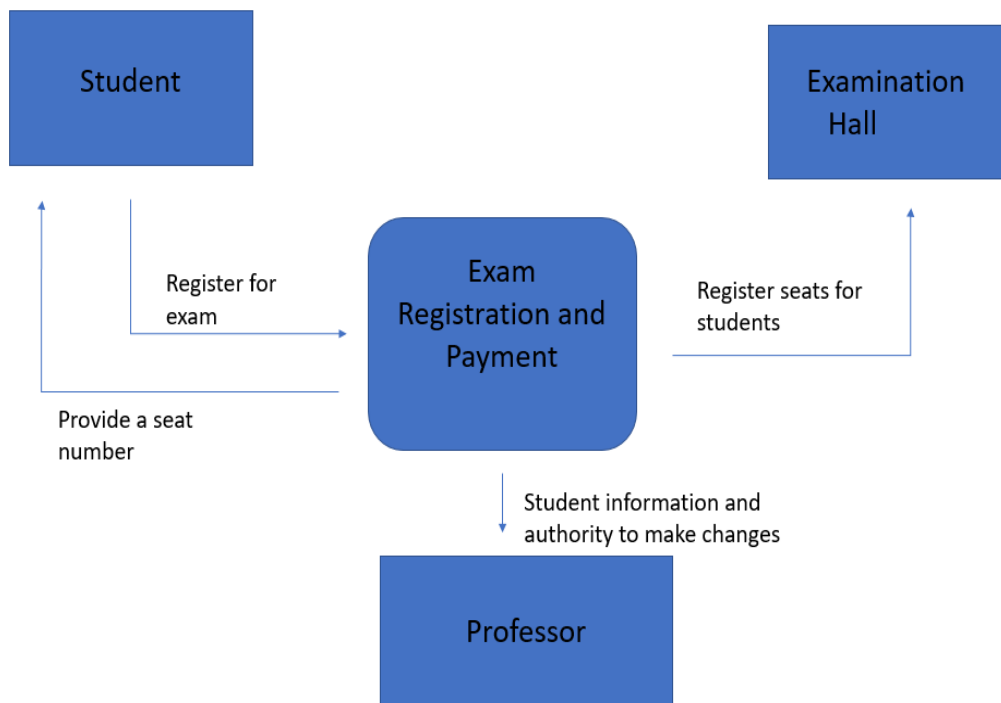 Student
Examination
Hall
Exam
Registration and
Payment
Register for
exam
Register seats for
students
Provide a seat
number
Student information and
authority to make changes
Professor